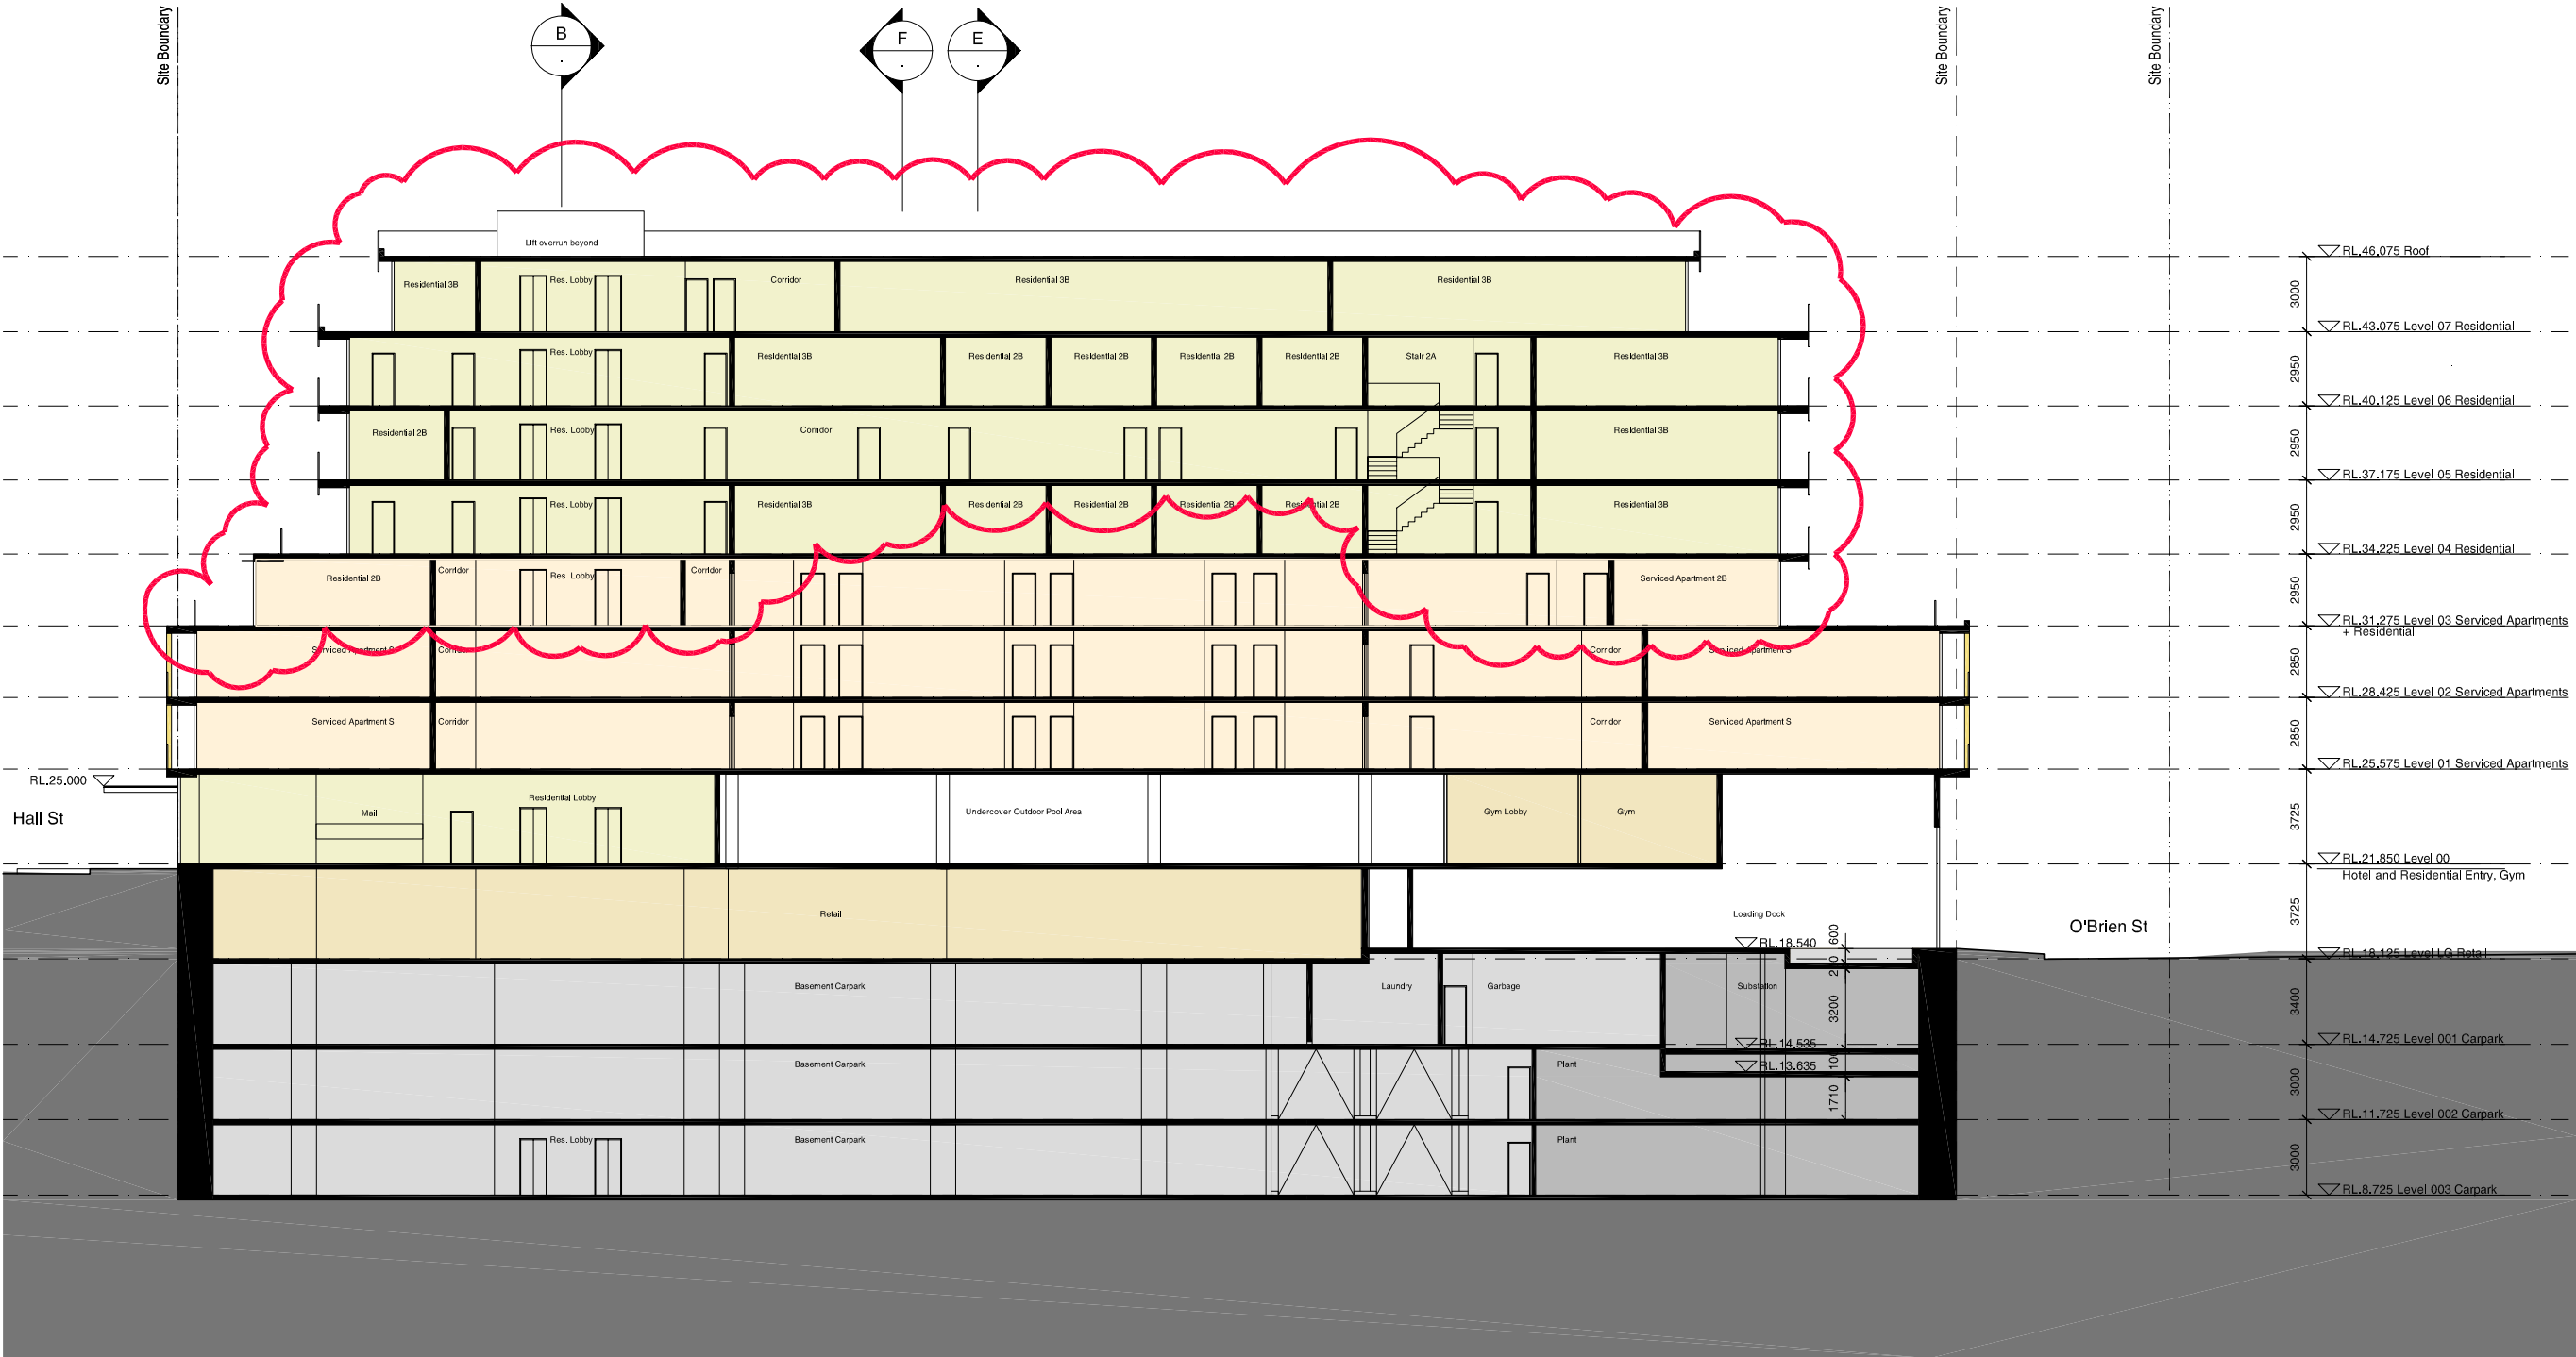 Site Boundary
B
F
E
Site Boundary
Site Boundary
Lift overrun beyond
RL.46.075 Roof
Residential 3B
Res. Lobby
Corridor
Residential 3B
Residential 3B
3000
RL.43.075 Level 07 Residential
Res. Lobby
Residential 3B
Residential 2B
Residential 2B
Residential 2B
Residential 2B
Stair 2A
Residential 3B
2950
RL.40.125 Level 06 Residential
Residential 2B
Res. Lobby
Corridor
Residential 3B
2950
RL.37.175 Level 05 Residential
Res. Lobby
Residential 3B
Residential 2B
Residential 2B
Residential 2B
Residential 2B
Residential 3B
2950
RL.34.225 Level 04 Residential
Residential 2B
Corridor
Res. Lobby
Corridor
Serviced Apartment 2B
2950
RL.31.275 Level 03 Serviced Apartments
+ Residential
Serviced Apartment S
Corridor
Corridor
Serviced Apartment S
2850
RL.28.425 Level 02 Serviced Apartments
Serviced Apartment S
Corridor
Corridor
Serviced Apartment S
2850
RL.25.575 Level 01 Serviced Apartments
RL.25.000
Hall St
Mail
Residential Lobby
Undercover Outdoor Pool Area
Gym Lobby
Gym
3725
RL.21.850 Level 00
Hotel and Residential Entry, Gym
Retail
Loading Dock
3725
O'Brien St
RL.18.540
600
RL.18.125 Level LG Retail
Basement Carpark
Laundry
Garbage
Substation
3200
3400
RL.14.535
RL.14.725 Level 001 Carpark
Basement Carpark
Plant
RL.13.635
1710
3000
RL.11.725 Level 002 Carpark
Res. Lobby
Basement Carpark
Plant
3000
RL.8.725 Level 003 Carpark